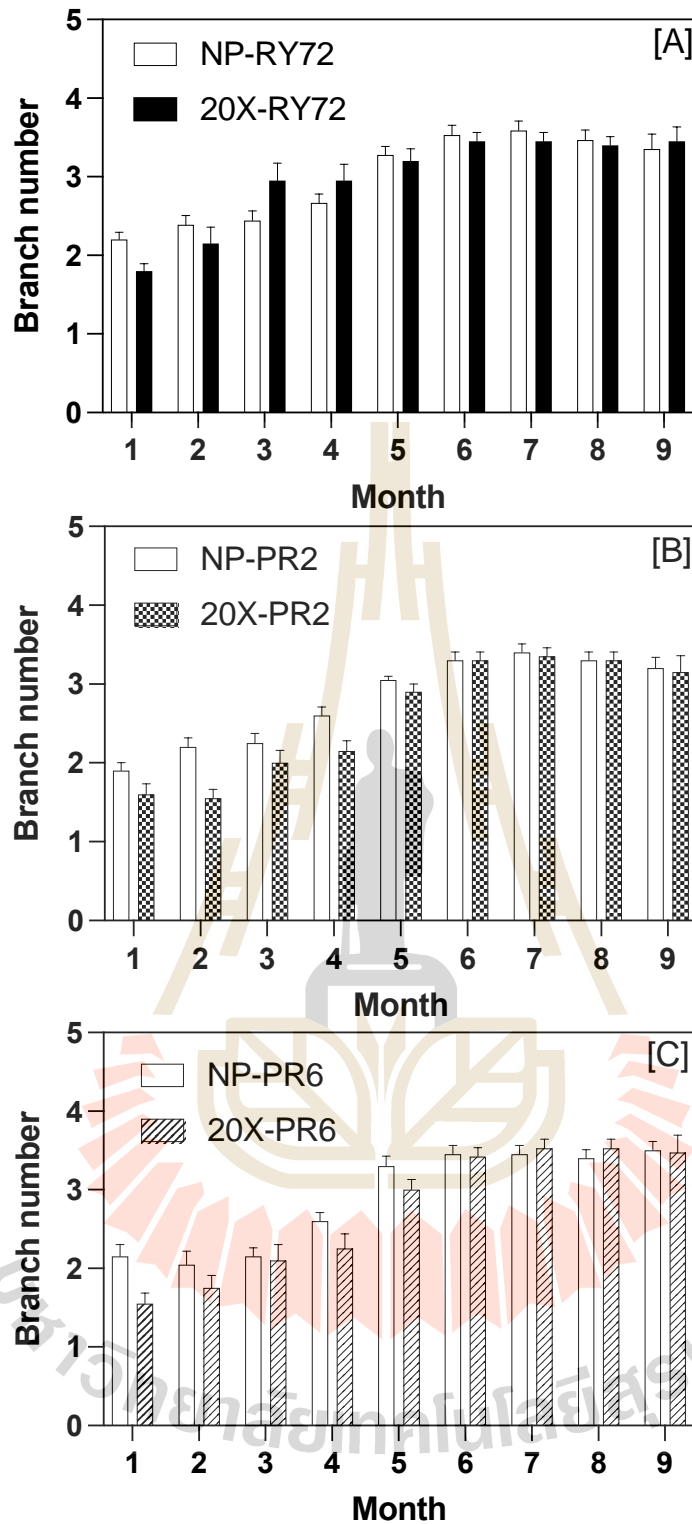 [A]
NP-RY72
20X-RY72
Branch number
5
4
3
2
1
0
1 2 3 4 5 6 7 8 9
Month
[B]
NP-PR2
20X-PR2
Branch number
5
4
3
2
1
0
1 2 3 4 5 6 7 8 9
Month
[C]
NP-PR6
20X-PR6
Branch number
5
4
3
2
1
0
1 2 3 4 5 6 7 8 9
Month